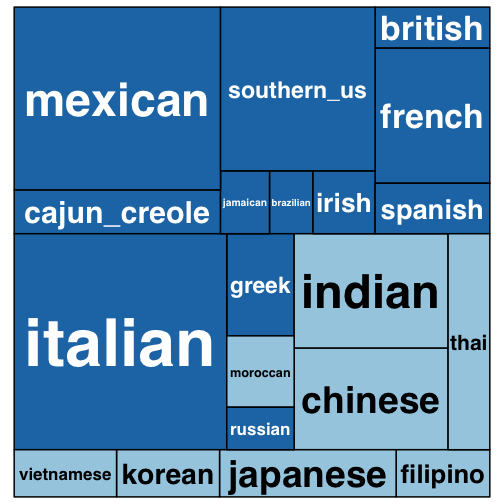 mexican
southern_us
british
french
cajun_creole
jamaican
brazilian
irish
spanish
italian
greek
indian
thai
moroccan
chinese
russian
vietnamese
korean
japanese
filipino